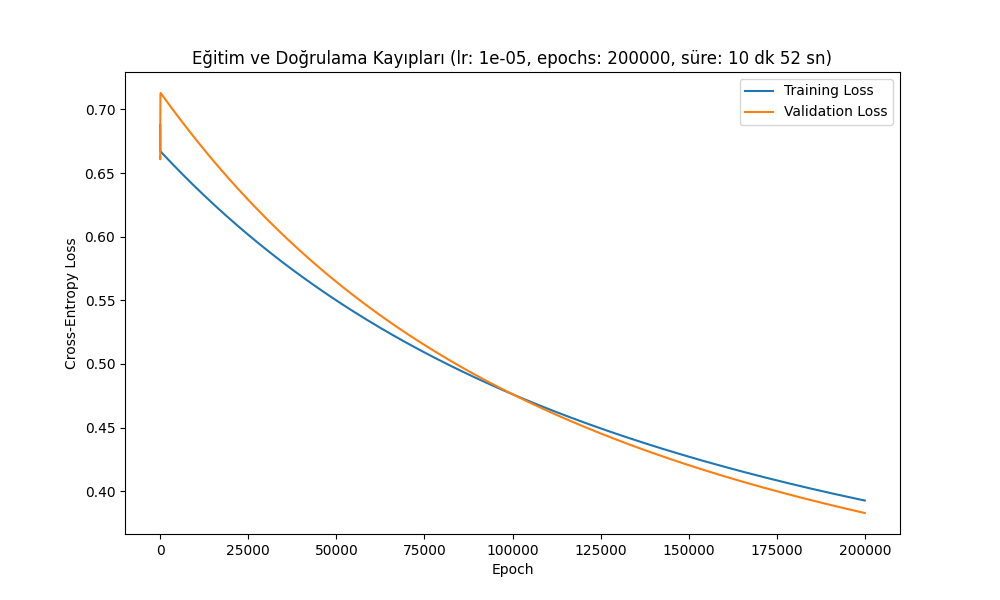 Eğitim ve Doğrulama Kayıpları (lr: 1e-05, epochs: 200000, süre: 10 dk 52 sn)
Training Loss
Validation Loss
Cross-Entropy Loss
0.70
0.65
0.60
0.55
0.50
0.45
0.40
0 25000 50000 75000 100000 125000 150000 175000 200000
Epoch